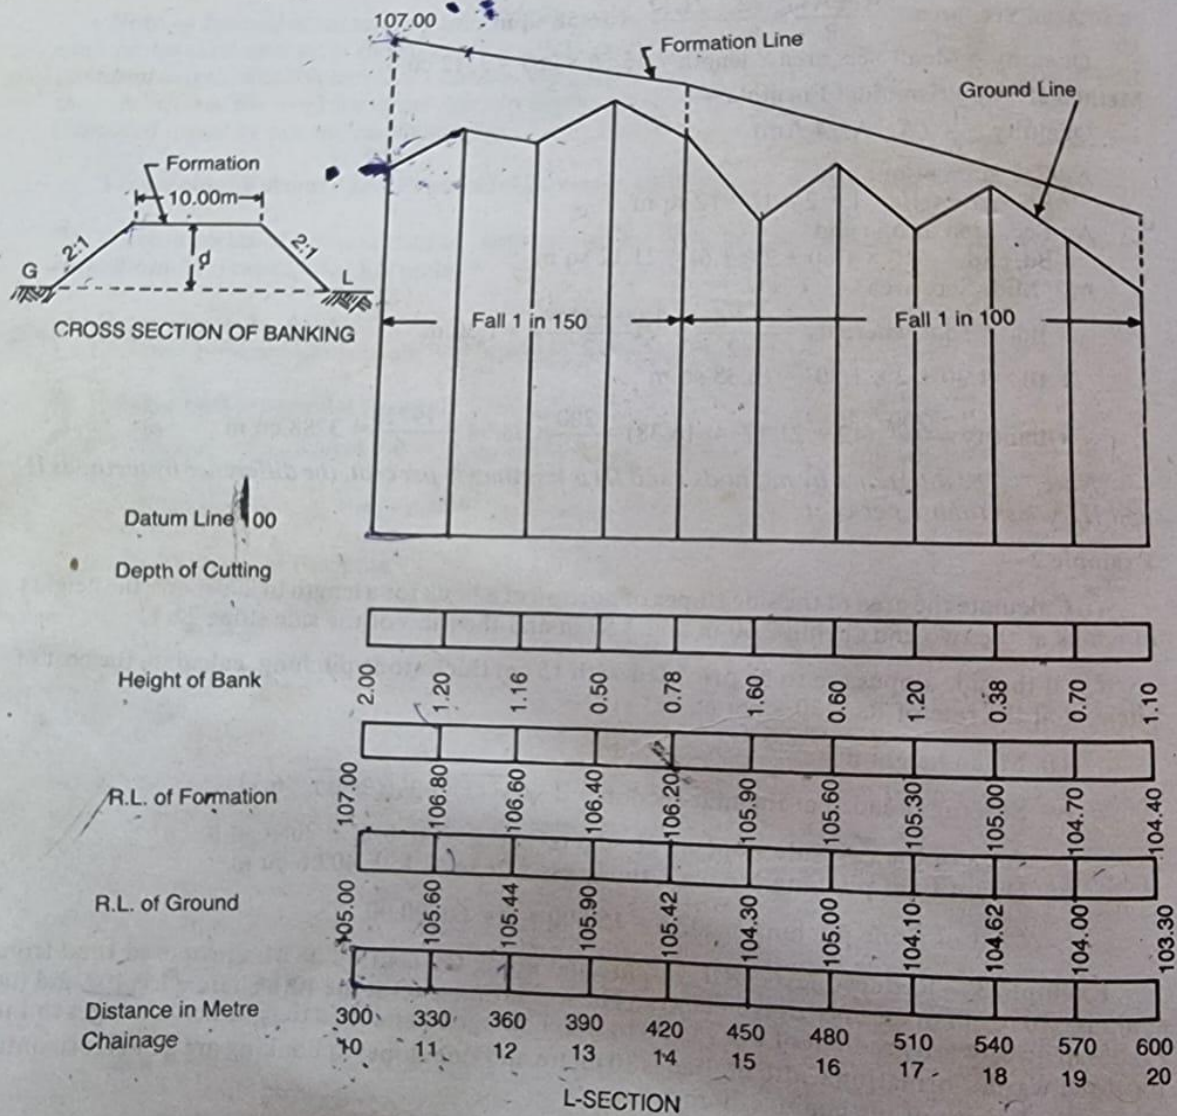 107.00
Formation Line
Ground Line
Formation
10.00m
2:1
2:1
d
G
L
CROSS SECTION OF BANKING
Fall 1 in 150
Fall 1 in 100
Datum Line 100
Depth of Cutting
Height of Bank 2.00 1.20 1.16 0.50 0.78 1.60 0.60 1.20 0.38 0.70 1.10
R.L. of Formation 107.00 106.80 106.60 106.40 106.20 105.90 105.60 105.30 105.00 104.70 104.40
R.L. of Ground 105.00 105.60 105.44 105.90 105.42 104.30 105.00 104.10 104.62 104.00 103.30
Distance in Metre 300 330 360 390 420 450 480 510 540 570 600
Chainage 10 11 12 13 14 15 16 17 18 19 20
L-SECTION